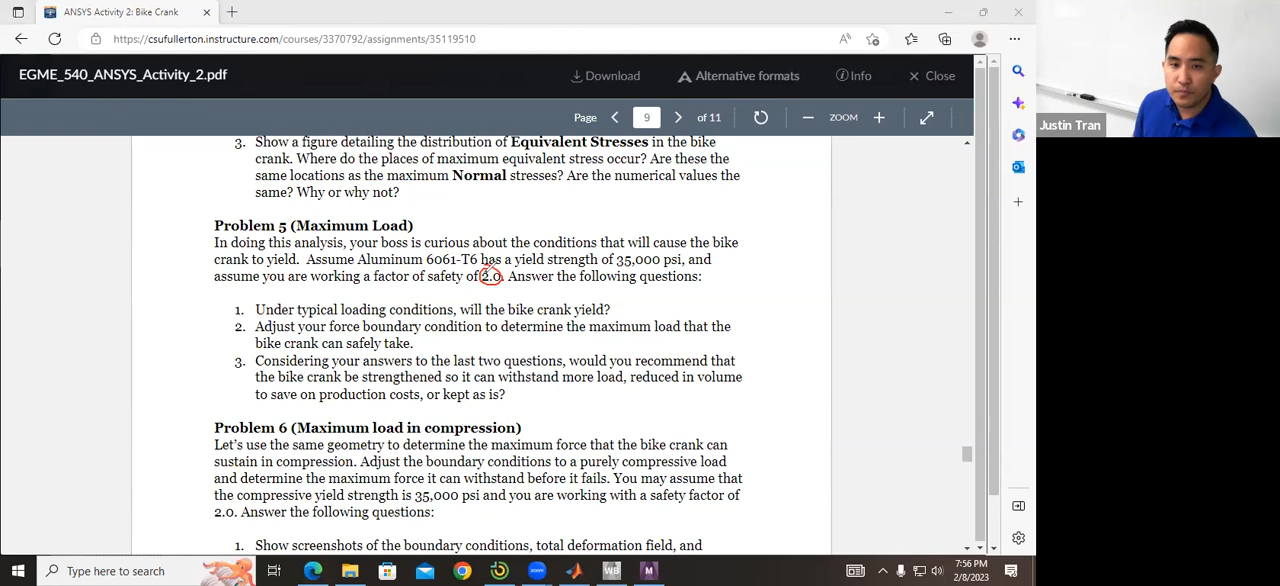 ANSYS Activity 2: Bike Crank
https://csufullerton.instructure.com/courses/3370792/assignments/35119510
EGME_540_ANSYS_Activity_2.pdf
Download
Alternative formats
Info
Close
Page 9 of 11
ZOOM
Justin Tran
3. Show a figure detailing the distribution of Equivalent Stresses in the bike
crank. Where do the places of maximum equivalent stress occur? Are these the
same locations as the maximum Normal stresses? Are the numerical values the
same? Why or why not?
Problem 5 (Maximum Load)
In doing this analysis, your boss is curious about the conditions that will cause the bike
crank to yield. Assume Aluminum 6061-T6 has a yield strength of 35,000 psi, and
assume you are working a factor of safety of 2.0. Answer the following questions:
1. Under typical loading conditions, will the bike crank yield?
2. Adjust your force boundary condition to determine the maximum load that the
bike crank can safely take.
3. Considering your answers to the last two questions, would you recommend that
the bike crank be strengthened so it can withstand more load, reduced in volume
to save on production costs, or kept as is?
Problem 6 (Maximum load in compression)
Let's use the same geometry to determine the maximum force that the bike crank can
sustain in compression. Adjust the boundary conditions to a purely compressive load
and determine the maximum force it can withstand before it fails. You may assume that
the compressive yield strength is 35,000 psi and you are working with a safety factor of
2.0. Answer the following questions:
1. Show screenshots of the boundary conditions, total deformation field, and
Type here to search
WB
M
7:56 PM
2/8/2023